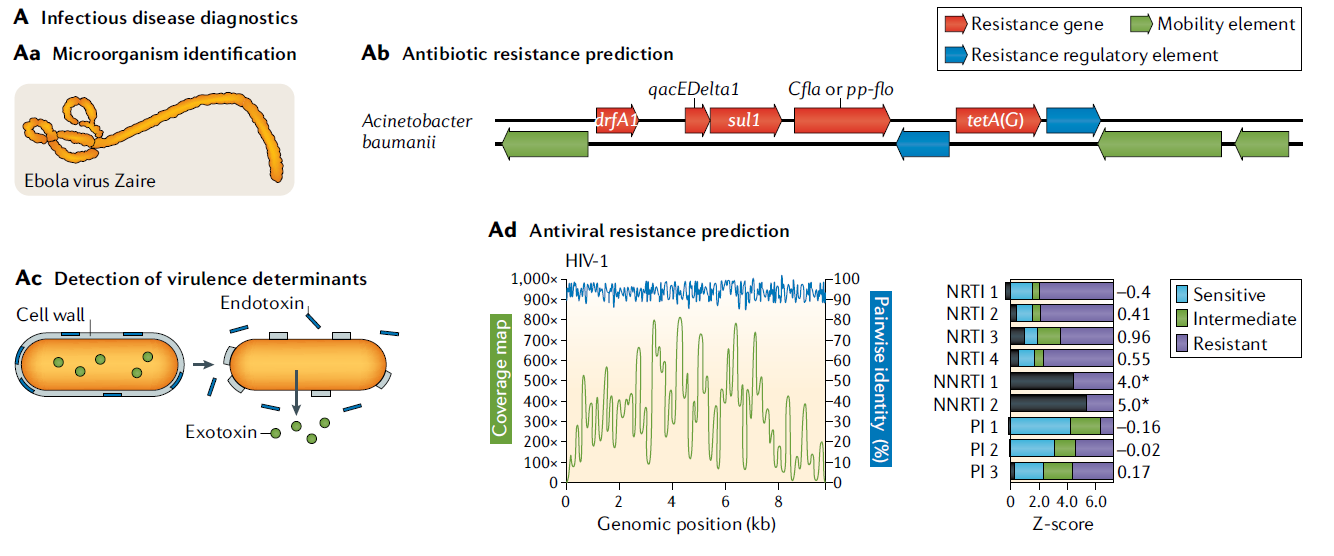 A Infectious disease diagnostics
Aa Microorganism identification
Ebola virus Zaire
Ab Antibiotic resistance prediction
Resistance gene
Mobility element
Resistance regulatory element
Acinetobacter
baumanii
drfA1
qacEDelta1
sul1
Cfla or pp-flo
tetA(G)
Ac Detection of virulence determinants
Cell wall
Endotoxin
Exotoxin
Ad Antiviral resistance prediction
HIV-1
Coverage map
1,000×
900×
800×
700×
600×
500×
400×
300×
200×
100×
0
100
90
80
70
60
50
40
30
20
10
0
Pairwise identity (%)
0 2 4 6 8
Genomic position (kb)
NRTI 1 –0.4
NRTI 2 0.41
NRTI 3 0.96
NRTI 4 0.55
NNRTI 1 4.0*
NNRTI 2 5.0*
PI 1 –0.16
PI 2 –0.02
PI 3 0.17
0 2.0 4.0 6.0
Z-score
Sensitive
Intermediate
Resistant